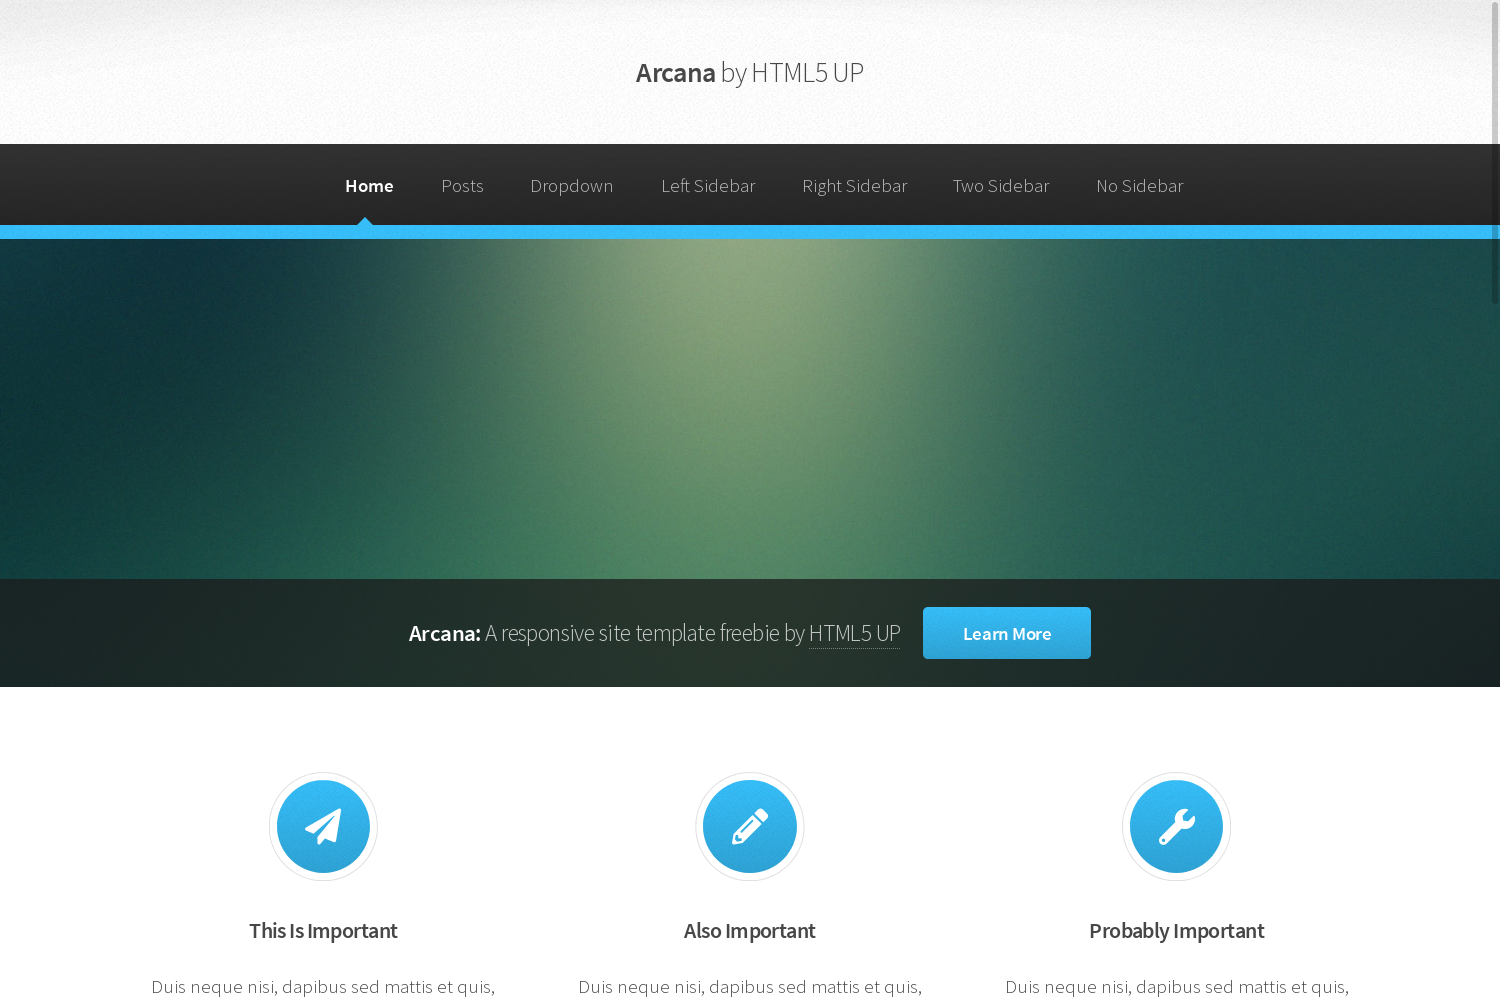 Arcana by HTML5 UP
Home Posts Dropdown Left Sidebar Right Sidebar Two Sidebar No Sidebar
Arcana: A responsive site template freebie by HTML5 UP Learn More
This Is Important Also Important Probably Important
Duis neque nisi, dapibus sed mattis et quis, Duis neque nisi, dapibus sed mattis et quis, Duis neque nisi, dapibus sed mattis et quis,